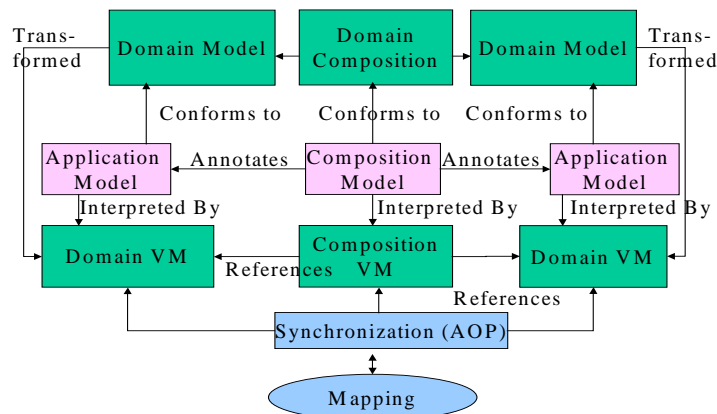 Trans-
formed
Domain Model
Domain
Composition
Domain Model
Trans-
formed
Conforms to
Conforms to
Conforms to
Application
Model
Annotates
Composition
Model
Annotates
Application
Model
Interpreted By
Interpreted By
Interpreted By
Domain VM
References
Composition
VM
Domain VM
References
Synchronization (AOP)
Mapping